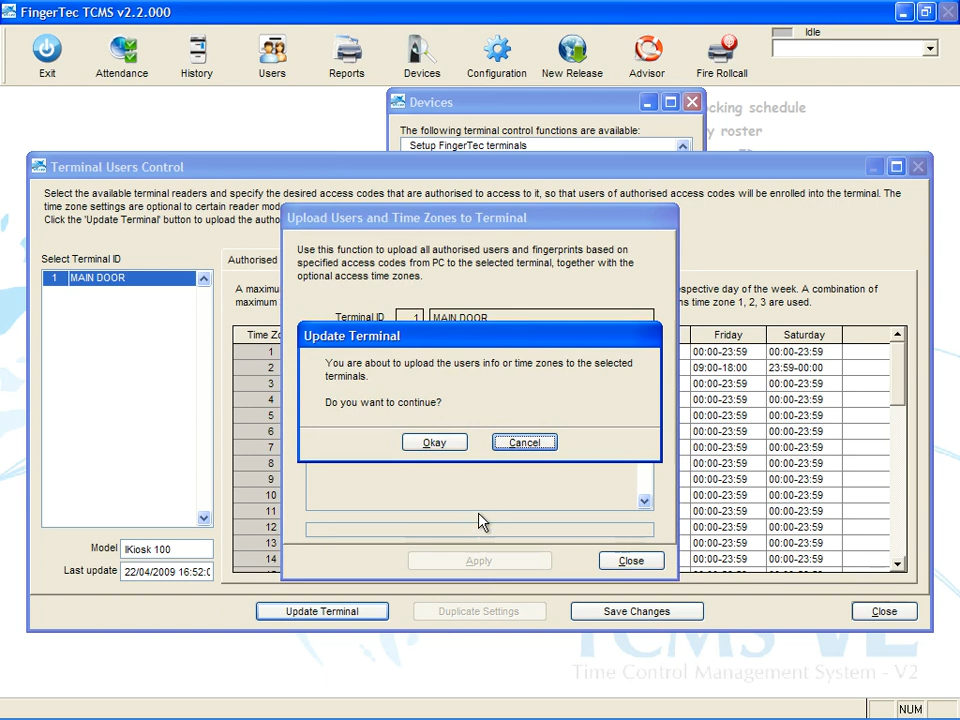 FingerTec TCMS v2.2.000
Exit
Attendance
History
Users
Reports
Devices
Configuration
New Release
Advisor
Fire Rollcall
Idle
Devices
The following terminal control functions are available:
Setup FingerTec terminals
ocking schedule
y roster
Terminal Users Control
Select the available terminal readers and specify the desired access codes that are authorised to access to it, so that users of authorised access codes will be enrolled into the terminal. The
time zone settings are optional to certain reader mod
Click the 'Update Terminal' button to upload the autho
Select Terminal ID
1 MAIN DOOR
Model IKiosk 100
Last update 22/04/2009 16:52:0
Authorised
A maximu
maximum
espective day of the week. A combination of
ns time zone 1, 2, 3 are used.
Time Zo Friday Saturday
1 00:00-23:59 00:00-23:59
2 09:00-18:00 23:59-00:00
3 00:00-23:59 00:00-23:59
4 00:00-23:59 00:00-23:59
5 00:00-23:59 00:00-23:59
6 00:00-23:59 00:00-23:59
7 00:00-23:59 00:00-23:59
8 00:00-23:59 00:00-23:59
9 00:00-23:59 00:00-23:59
10 00:00-23:59 00:00-23:59
11 00:00-23:59 00:00-23:59
12 00:00-23:59 00:00-23:59
13 00:00-23:59 00:00-23:59
14 00:00-23:59 00:00-23:59
Upload Users and Time Zones to Terminal
Use this function to upload all authorised users and fingerprints based on
specified access codes from PC to the selected terminal, together with the
optional access time zones.
Terminal ID 1 MAIN DOOR
Update Terminal
You are about to upload the users info or time zones to the selected
terminals.
Do you want to continue?
Okay Cancel
Apply Close
Update Terminal Duplicate Settings Save Changes Close
TCMS V2
Time Control Management System - V2
NUM